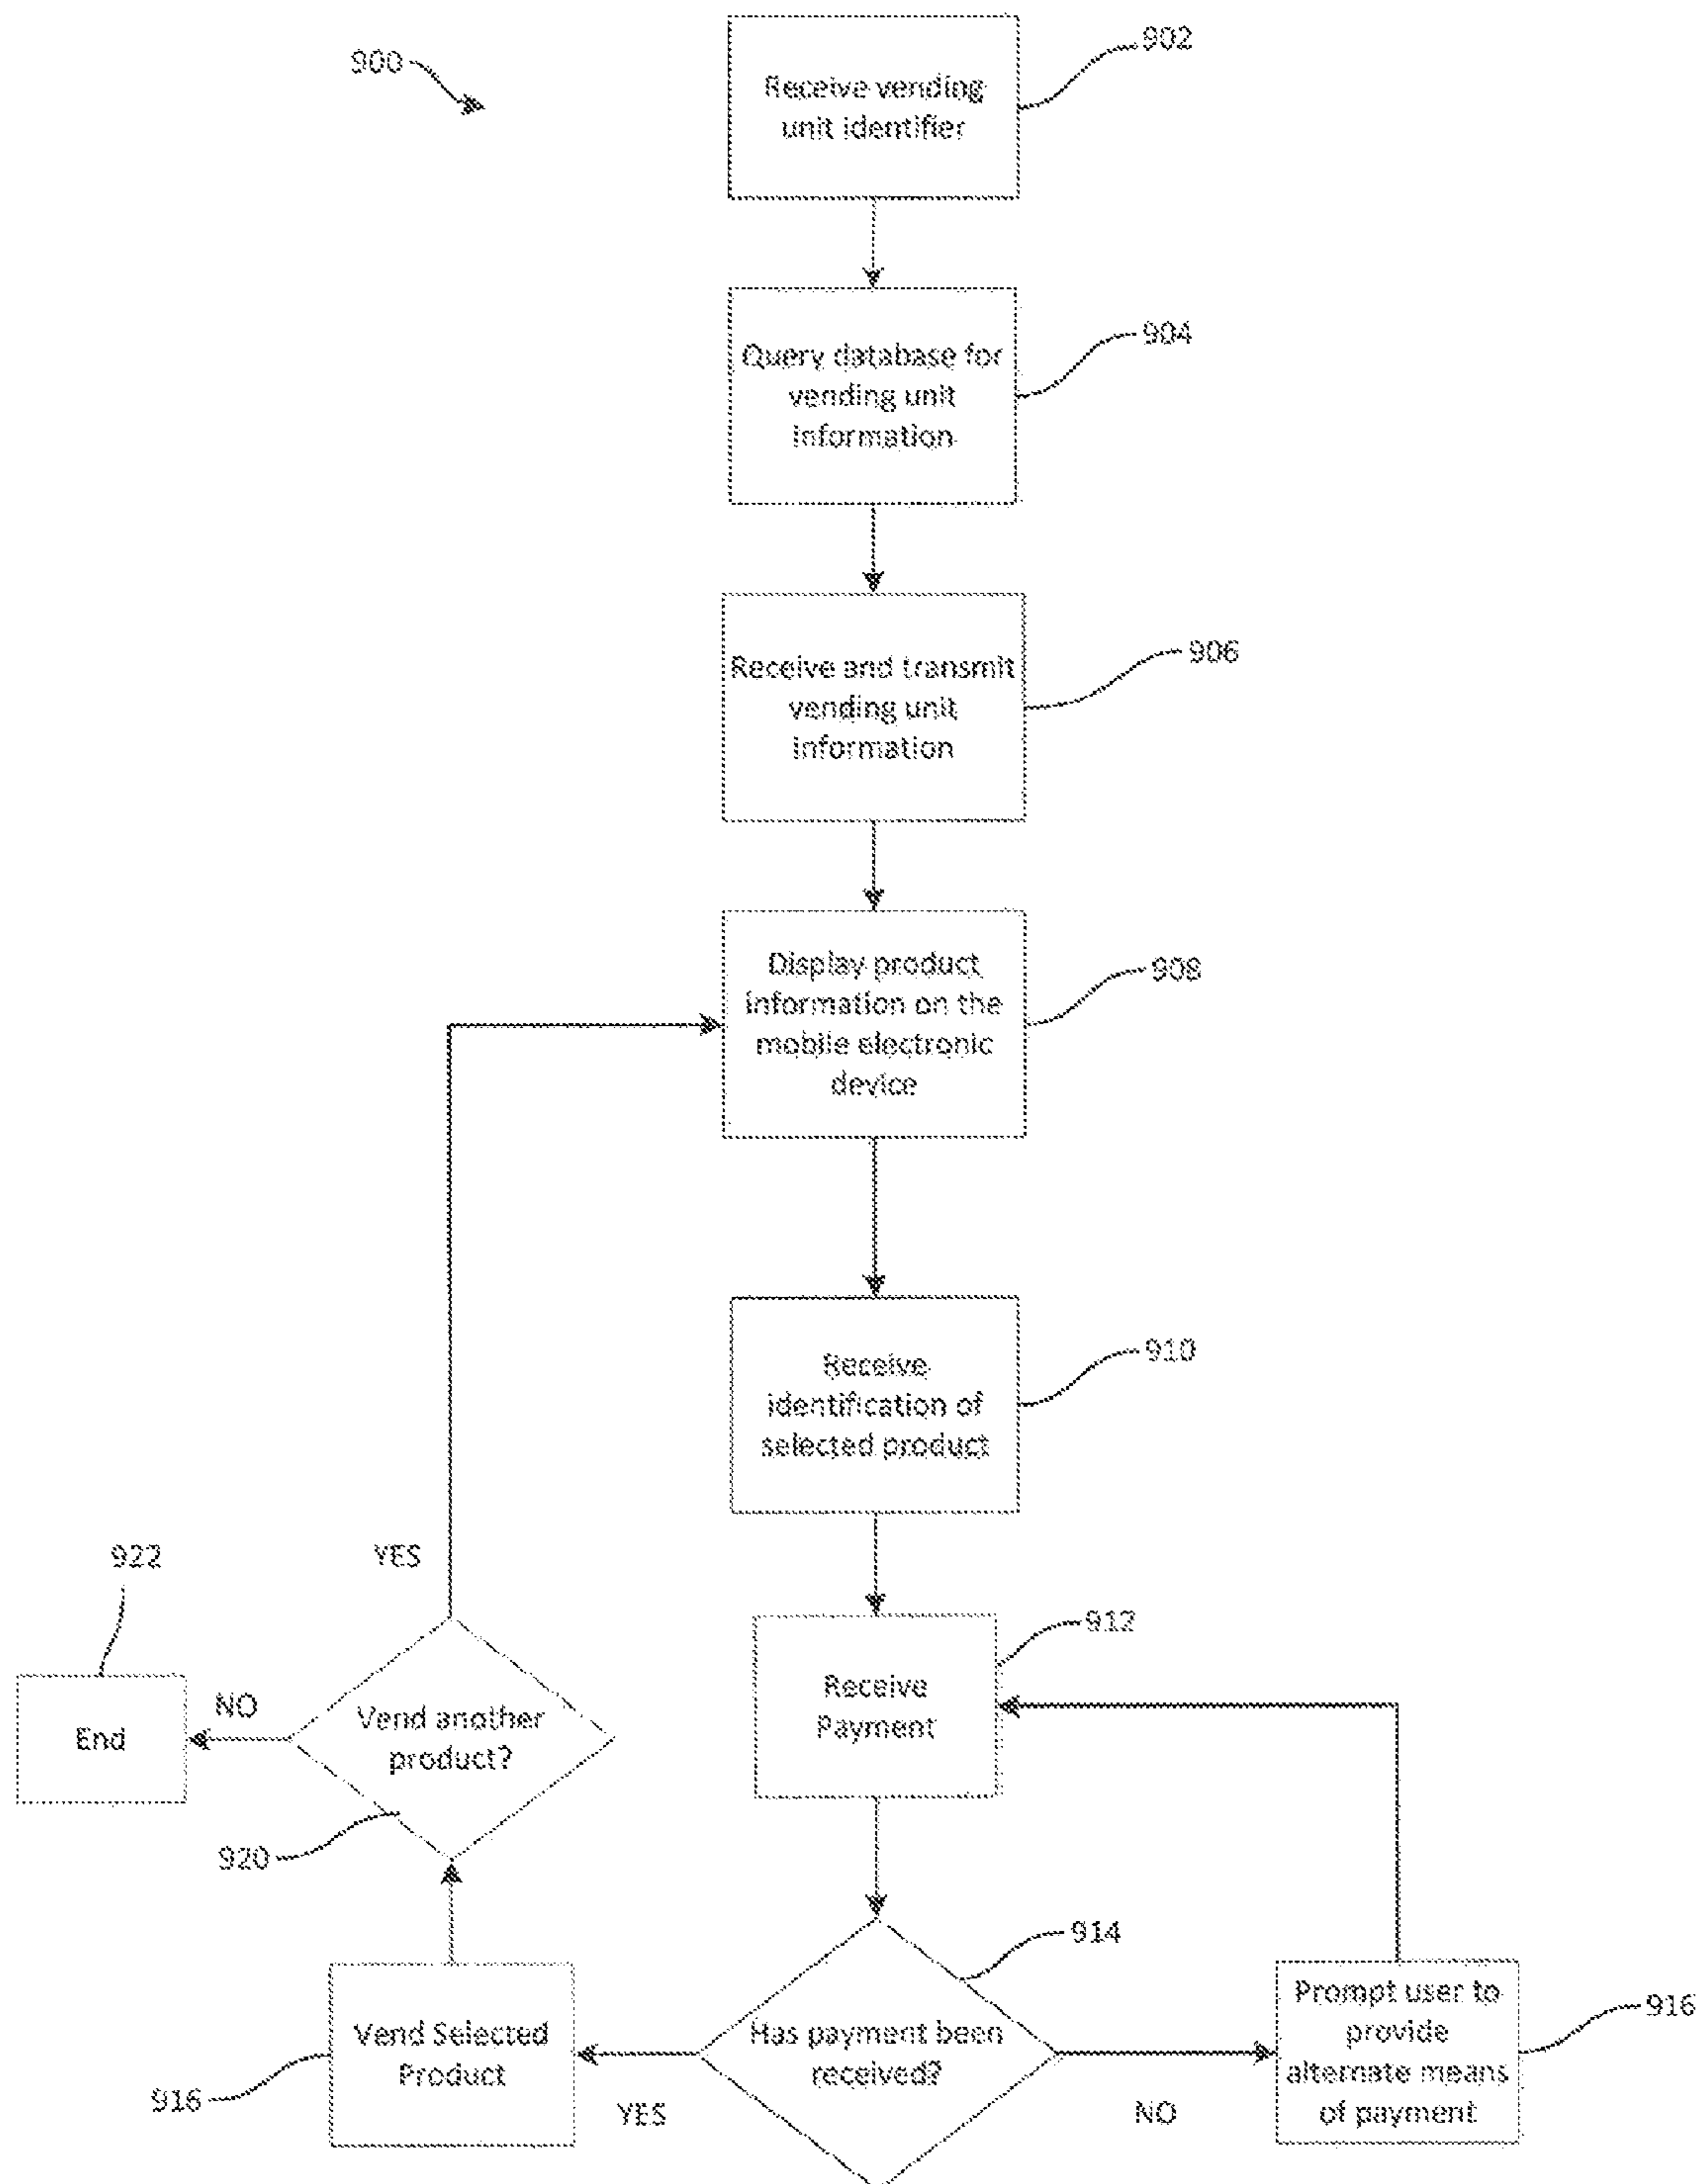 900
902
Receive vending
unit identifier
904
Query database for
vending unit
information
906
Receive and transmit
vending unit
information
908
Display product
information on the
mobile electronic
device
910
Receive
identification of
selected product
912
Receive
Payment
914
Has payment been
received?
NO
916
Prompt user to
provide
alternate means
of payment
YES
916
Vend Selected
Product
920
Vend another
product?
YES
NO
922
End